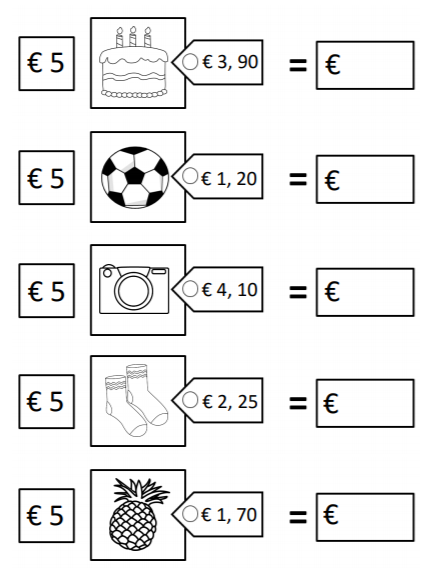 € 5 € 3, 90 = €
€ 5 € 1, 20 = €
€ 5 € 4, 10 = €
€ 5 € 2, 25 = €
€ 5 € 1, 70 = €